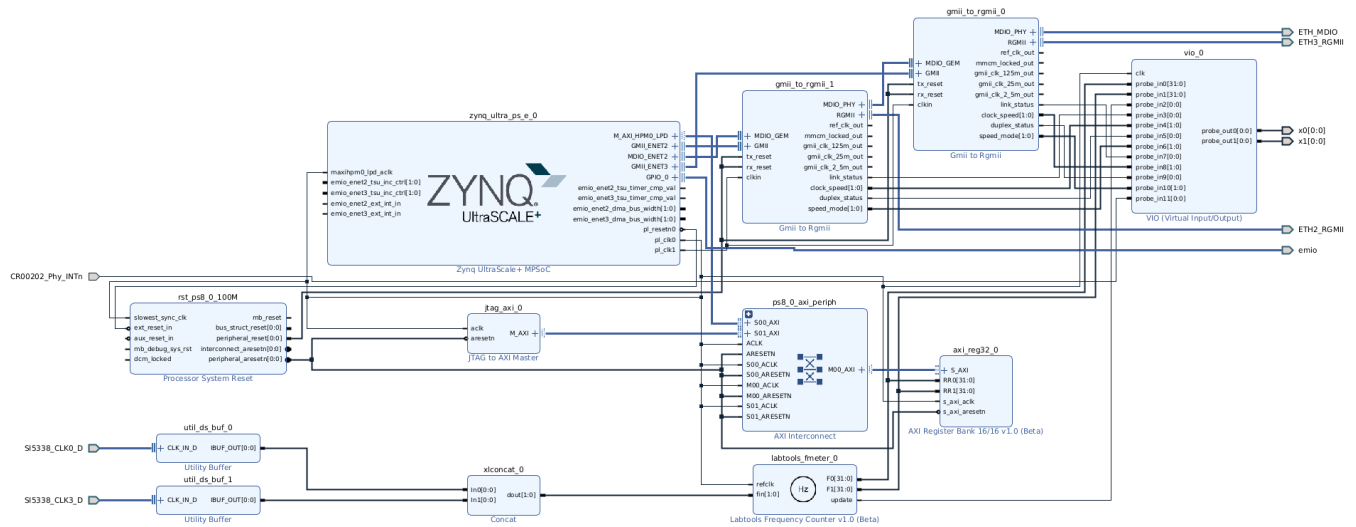 gmii_to_rgmii_0
MDIO_PHY
RGMII
ref_clk_out
mmcm_locked_out
gmii_clk_125m_out
gmii_clk_25m_out
gmii_clk_2_5m_out
link_status
clock_speed[1:0]
duplex_status
speed_mode[1:0]
MDIO_GEM
GMII
tx_reset
rx_reset
clkin
Gmii to Rgmii
ETH_MDIO
ETH3_RGMII
vio_0
clk
probe_in0[31:0]
probe_in1[31:0]
probe_in2[0:0]
probe_in3[0:0]
probe_in4[1:0]
probe_in5[0:0]
probe_in6[1:0]
probe_in7[0:0]
probe_in8[1:0]
probe_in9[0:0]
probe_in10[1:0]
probe_in11[0:0]
probe_out0[0:0]
probe_out1[0:0]
VIO (Virtual Input/Output)
x0[0:0]
x1[0:0]
gmii_to_rgmii_1
MDIO_PHY
RGMII
ref_clk_out
mmcm_locked_out
gmii_clk_125m_out
gmii_clk_25m_out
gmii_clk_2_5m_out
link_status
clock_speed[1:0]
duplex_status
speed_mode[1:0]
MDIO_GEM
GMII
tx_reset
rx_reset
clkin
Gmii to Rgmii
ETH2_RGMII
emio
zynq_ultra_ps_e_0
maxihpm0_lpd_aclk
emio_enet2_tsu_inc_ctrl[1:0]
emio_enet3_tsu_inc_ctrl[1:0]
emio_enet2_ext_int_in
emio_enet3_ext_int_in
ZYNQ
UltraSCALE+
M_AXI_HPM0_LPD
GMII_ENET2
MDIO_ENET2
GMII_ENET3
GPIO_0
emio_enet2_tsu_timer_cmp_val
emio_enet3_tsu_timer_cmp_val
emio_enet2_dma_bus_width[1:0]
emio_enet3_dma_bus_width[1:0]
pl_resetn0
pl_clk0
pl_clk1
Zynq UltraScale+ MPSoC
CR00202_Phy_INTn
rst_ps8_0_100M
slowest_sync_clk
ext_reset_in
aux_reset_in
mb_debug_sys_rst
dcm_locked
mb_reset
bus_struct_reset[0:0]
peripheral_reset[0:0]
interconnect_aresetn[0:0]
peripheral_aresetn[0:0]
Processor System Reset
jtag_axi_0
aclk
aresetn
M_AXI
JTAG to AXI Master
ps8_0_axi_periph
S00_AXI
S01_AXI
ACLK
ARESETN
S00_ACLK
S00_ARESETN
M00_ACLK
M00_ARESETN
S01_ACLK
S01_ARESETN
M00_AXI
AXI Interconnect
axi_reg32_0
S_AXI
RR0[31:0]
RR1[31:0]
s_axi_aclk
s_axi_aresetn
AXI Register Bank 16/16 v1.0 (Beta)
SI5338_CLK0_D
util_ds_buf_0
CLK_IN_D
IBUF_OUT[0:0]
Utility Buffer
SI5338_CLK3_D
util_ds_buf_1
CLK_IN_D
IBUF_OUT[0:0]
Utility Buffer
xlconcat_0
In0[0:0]
In1[0:0]
dout[1:0]
Concat
labtools_fmeter_0
refclk
fin[1:0]
Hz
F0[31:0]
F1[31:0]
update
Labtools Frequency Counter v1.0 (Beta)